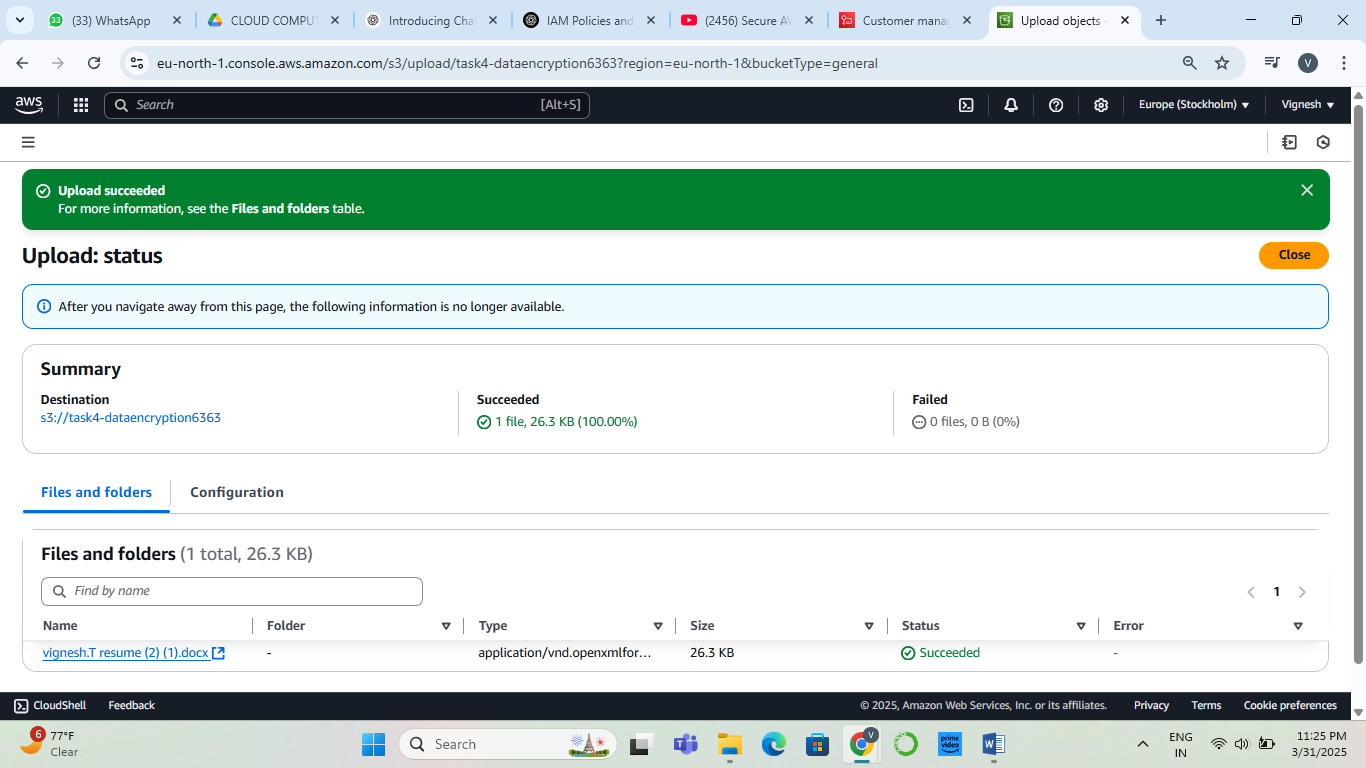 33
(33) WhatsApp
CLOUD COMPU
Introducing Cha
IAM Policies and
(2456) Secure A
Customer mana
Upload objects -
eu-north-1.console.aws.amazon.com/s3/upload/task4-dataencryption6363?region=eu-north-1&bucketType=general
V
aws
Search
[Alt+S]
Europe (Stockholm)
Vignesh
Upload succeeded
For more information, see the Files and folders table.
Upload: status
Close
After you navigate away from this page, the following information is no longer available.
Summary
Destination
s3://task4-dataencryption6363
Succeeded
1 file, 26.3 KB (100.00%)
Failed
0 files, 0 B (0%)
Files and folders
Configuration
Files and folders (1 total, 26.3 KB)
Find by name
1
Name
Folder
Type
Size
Status
Error
vignesh.T resume (2) (1).docx
-
application/vnd.openxmlfor...
26.3 KB
Succeeded
-
CloudShell
Feedback
© 2025, Amazon Web Services, Inc. or its affiliates.
Privacy
Terms
Cookie preferences
6
77°F
Clear
Search
V
prime video
ENG
IN
11:25 PM
3/31/2025